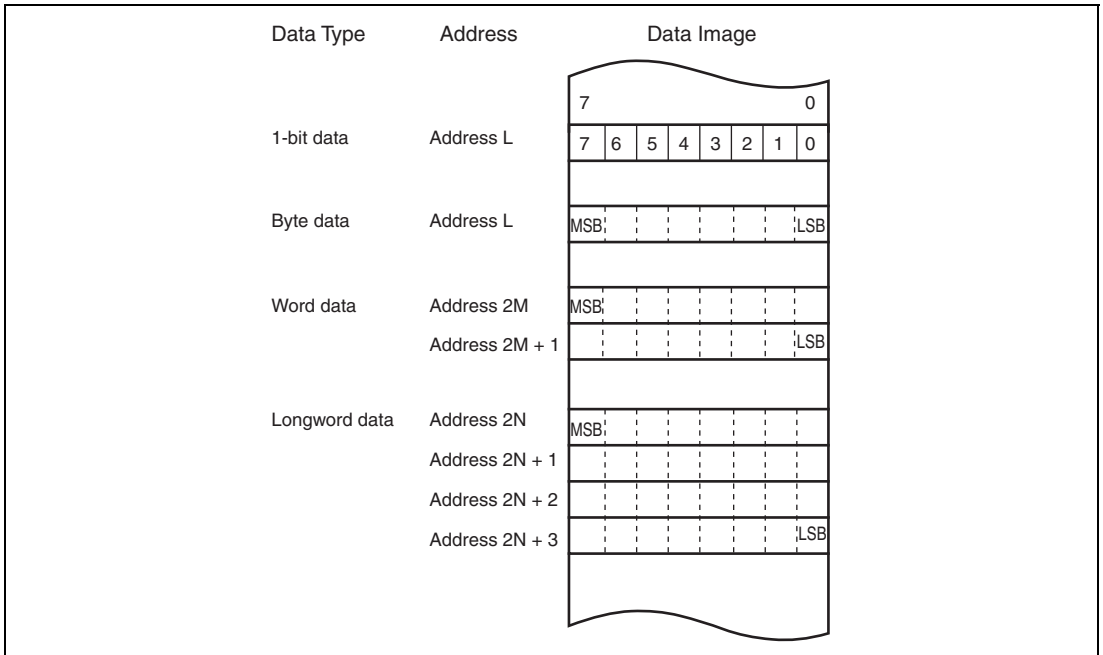 Data Type Address Data Image
7 0
1-bit data Address L 7 6 5 4 3 2 1 0
Byte data Address L MSB LSB
Word data Address 2M MSB
Address 2M + 1 LSB
Longword data Address 2N MSB
Address 2N + 1
Address 2N + 2
Address 2N + 3 LSB